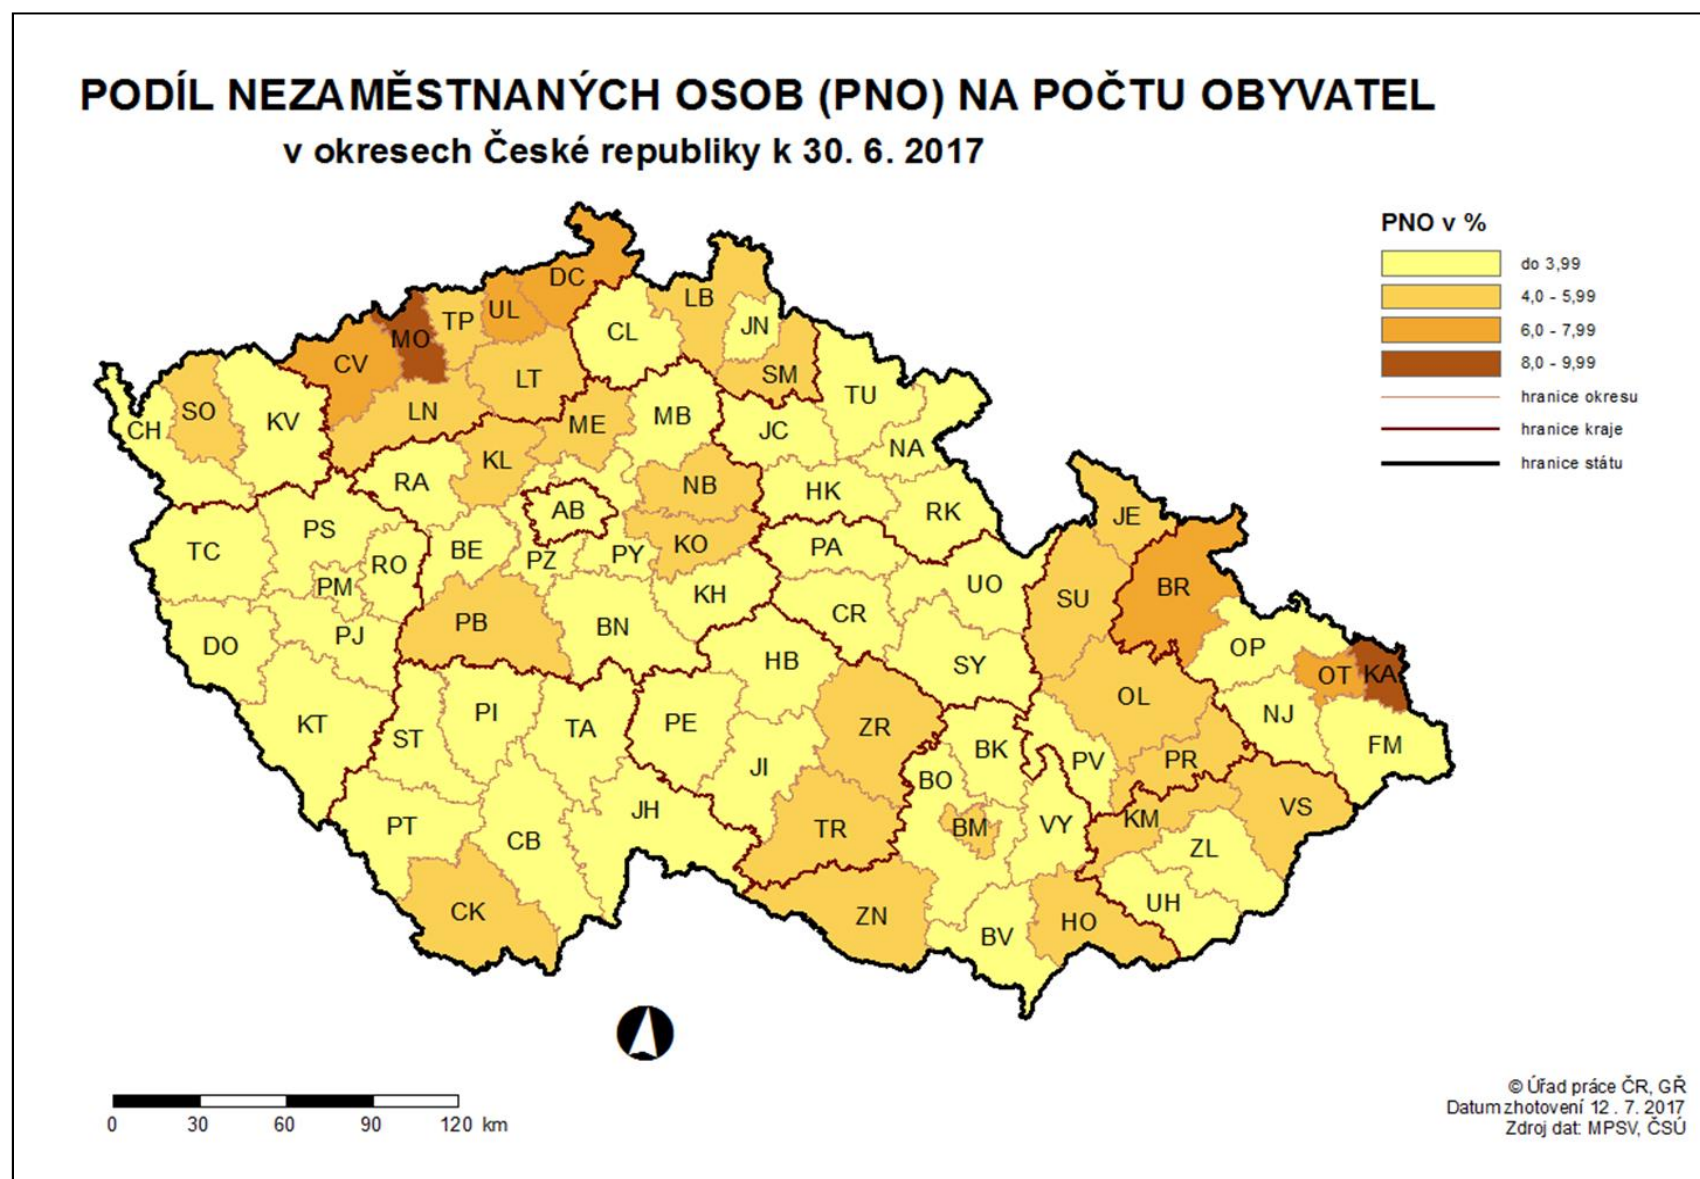 PODÍL NEZAMĚSTNANÝCH OSOB (PNO) NA POČTU OBYVATEL
v okresech České republiky k 30. 6. 2017
PNO v %
do 3,99
4,0 - 5,99
6,0 - 7,99
8,0 - 9,99
hranice okresu
hranice kraje
hranice státu
DC
LB
UL
TP
JN
CL
MO
CV
SM
LT
TU
SO
LN
KV
ME
MB
CH
JC
NA
KL
RA
NB
HK
AB
RK
JE
PS
TC
BE
PZ
PY
KO
PA
RO
PM
UO
BR
KH
SU
CR
PB
BN
PJ
DO
OP
HB
SY
OT
KA
OL
PI
KT
ST
TA
PE
ZR
NJ
FM
BK
PV
PR
JI
BO
JH
VS
PT
CB
TR
BM
VY
KM
ZL
CK
ZN
HO
UH
BV
0 30 60 90 120 km
© Úřad práce ČR, GŘ
Datum zhotovení 12 . 7. 2017
Zdroj dat: MPSV, ČSÚ